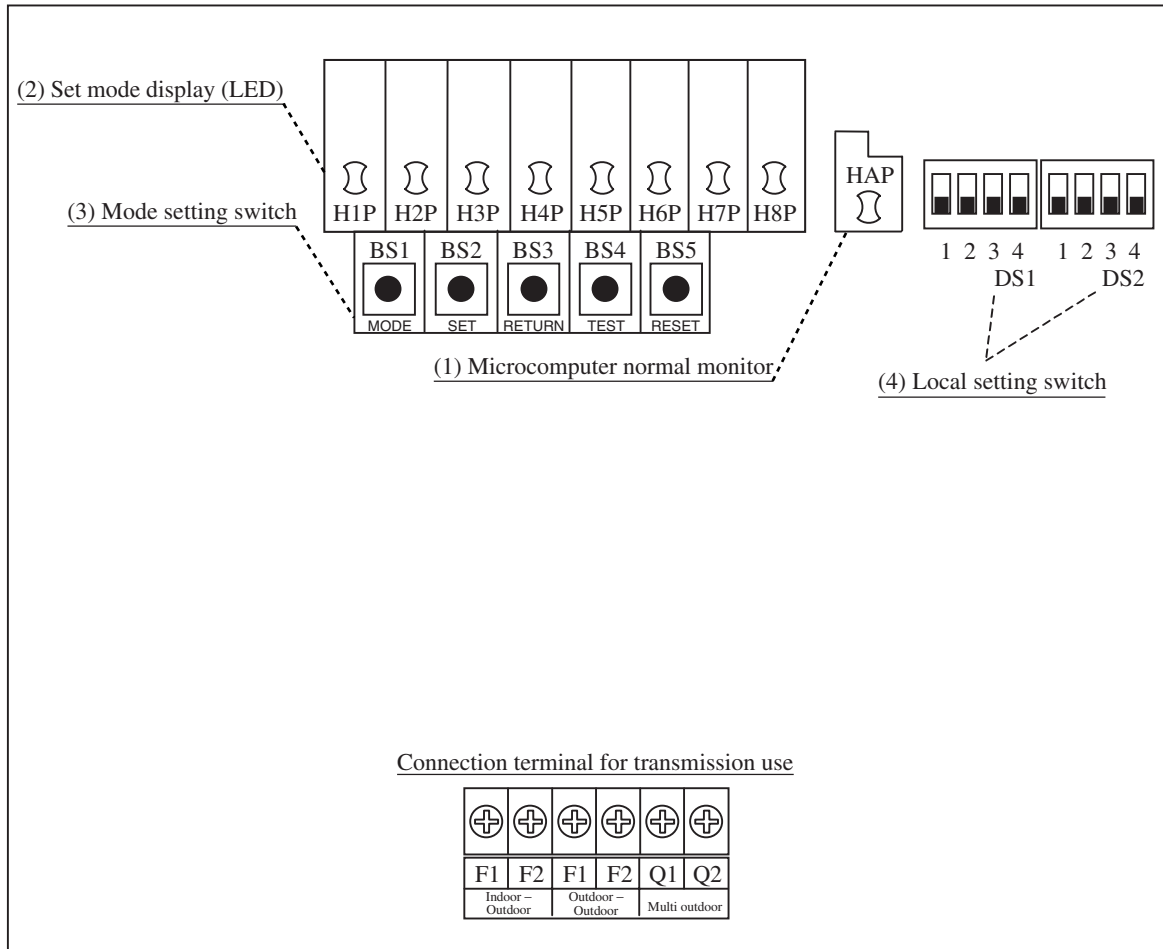 (2) Set mode display (LED)
H1P H2P H3P H4P H5P H6P H7P H8P
HAP
(3) Mode setting switch
BS1 BS2 BS3 BS4 BS5
MODE SET RETURN TEST RESET
1 2 3 4 1 2 3 4
DS1 DS2
(1) Microcomputer normal monitor
(4) Local setting switch
Connection terminal for transmission use
F1 F2 F1 F2 Q1 Q2
Indoor –
Outdoor
Outdoor –
Outdoor
Multi outdoor